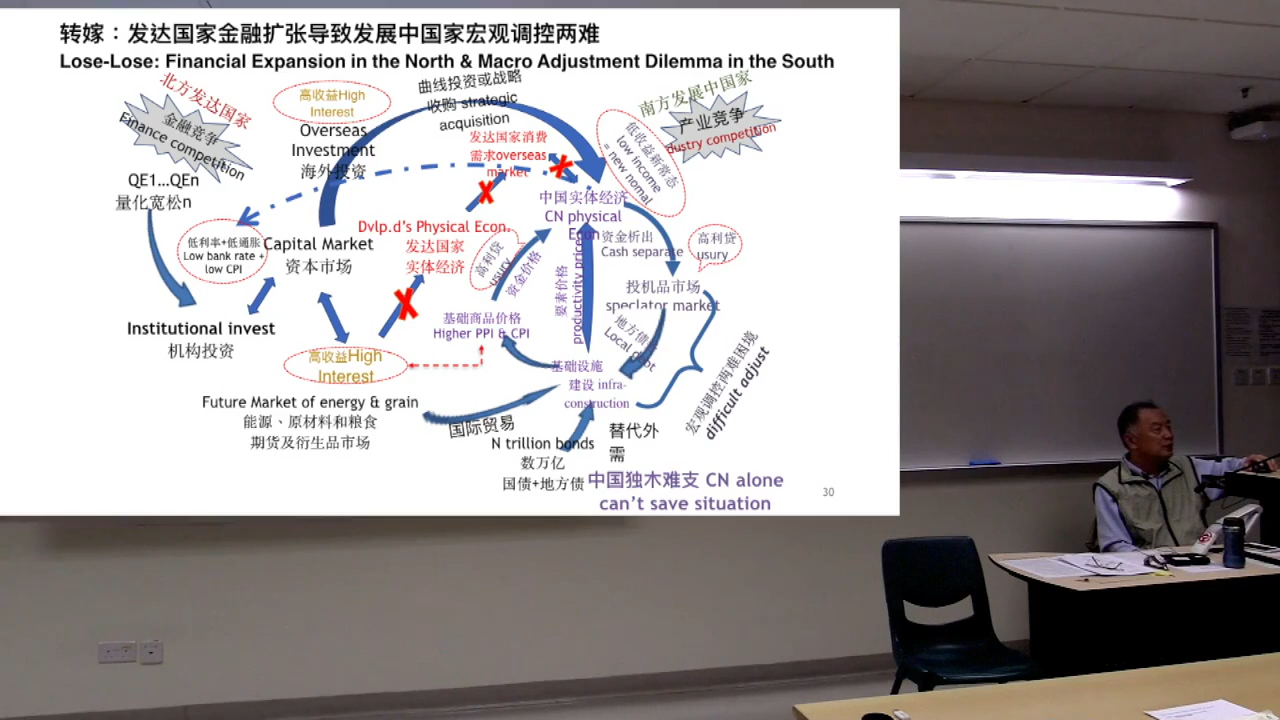 转嫁：发达国家金融扩张导致发展中国家宏观调控两难
Lose-Lose: Financial Expansion in the North & Macro Adjustment Dilemma in the South
北方发达国家
金融竞争
Finance competition
高收益High
Interest
Overseas
Investment
海外投资
曲线投资或战略
收购 strategic
acquisition
南方发展中国家
产业竞争
dustry competition
发达国家消费
需求overseas
market
低收益新常态
low income
= new nomal
QE1...QEn
量化宽松n
中国实体经济
CN physical
Econ
低利率+低通胀
Low bank rate +
low CPI
Capital Market
资本市场
Dvlp.d's Physical Econ.
发达国家
实体经济
高利贷
usury
资金价格
要素价格
productivity price
资金析出
Cash separate
高利贷
usury
投机品市场
speclator market
Institutional invest
机构投资
基础商品价格
Higher PPI & CPI
地方债
Local
高收益High
Interest
基础设施
建设 infra-
construction
宏观调控两难困境
difficult adjust
Future Market of energy & grain
能源、原材料和粮食
期货及衍生品市场
国际贸易
N trillion bonds
数万亿
国债+地方债
替代外
需
中国独木难支 CN alone
can't save situation
30